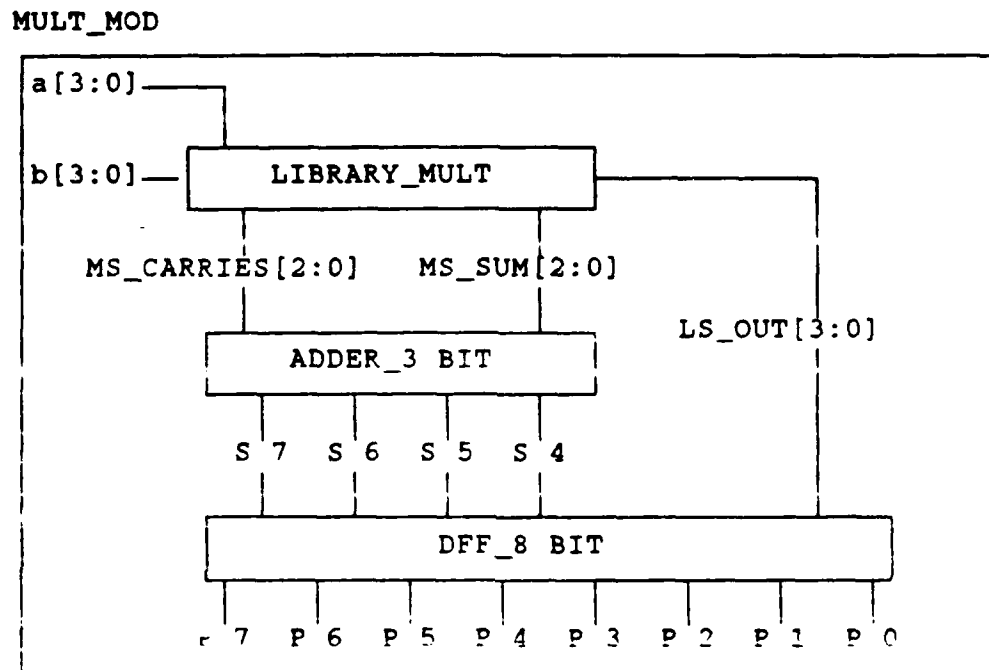 MULT_MOD
a[3:0]
b[3:0]
LIBRARY_MULT
MS_CARRIES[2:0] MS_SUM[2:0]
LS_OUT[3:0]
ADDER_3 BIT
S 7 S 6 S 5 S 4
DFF_8 BIT
7 P 6 P 5 P 4 P 3 P 2 P 1 P 0